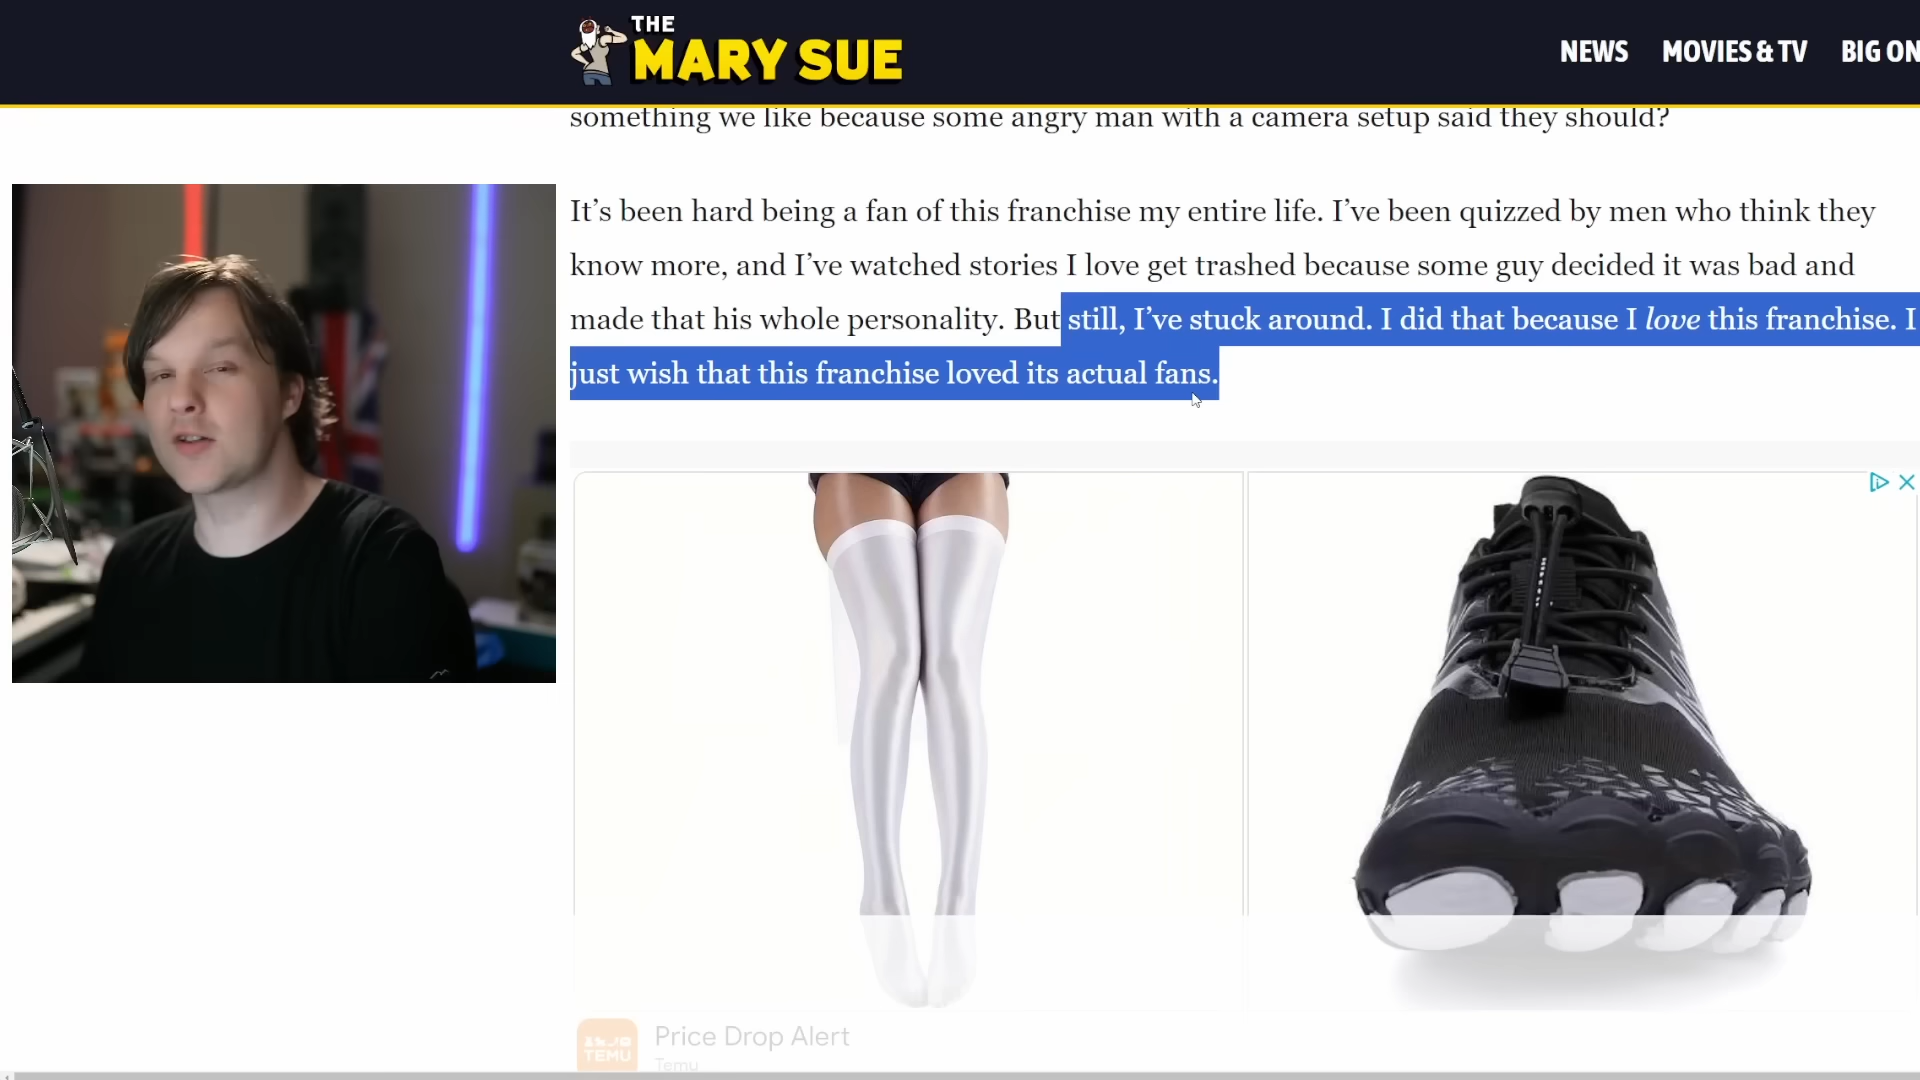 THE
MARY SUE
NEWS MOVIES & TV BIG ON
something we like because some angry man with a camera setup said they should?
It’s been hard being a fan of this franchise my entire life. I’ve been quizzed by men who think they
know more, and I’ve watched stories I love get trashed because some guy decided it was bad and
made that his whole personality. But still, I’ve stuck around. I did that because I love this franchise. I
just wish that this franchise loved its actual fans.
TEMU
Price Drop Alert
Temu